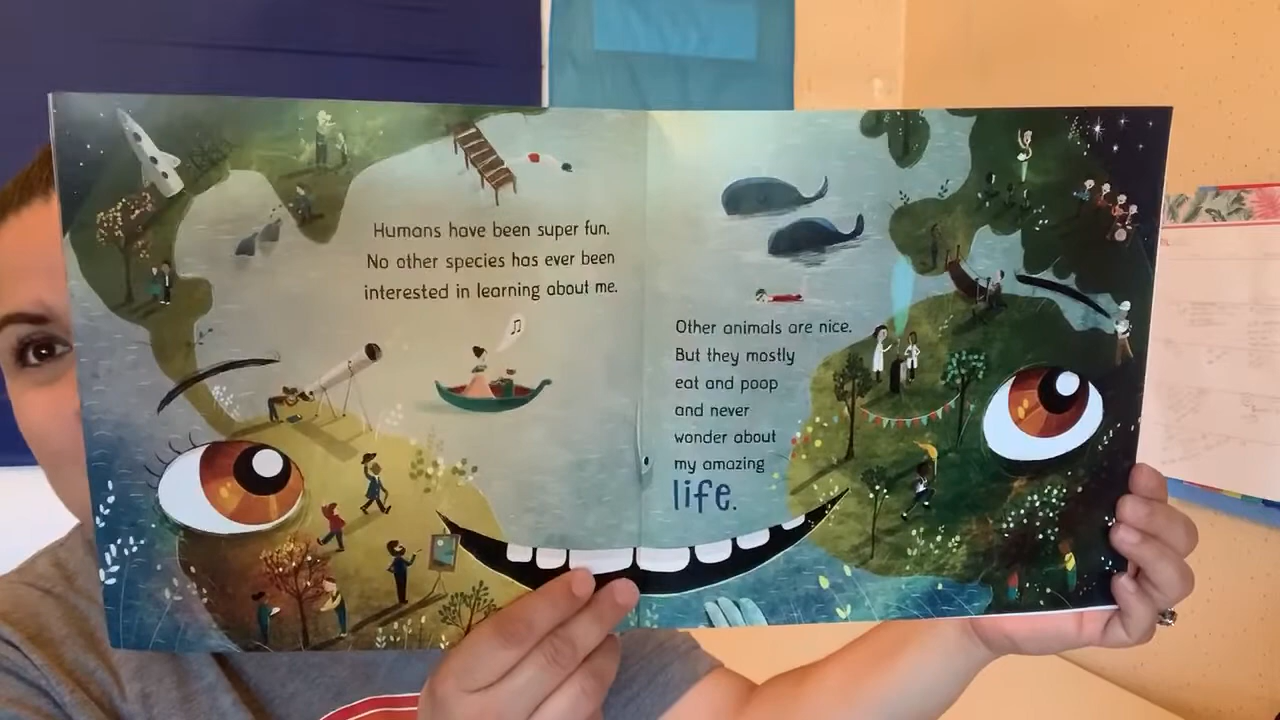 Humans have been super fun.
No other species has ever been
interested in learning about me.
Other animals are nice.
But they mostly
eat and poop
and never
wonder about
my amazing
life.